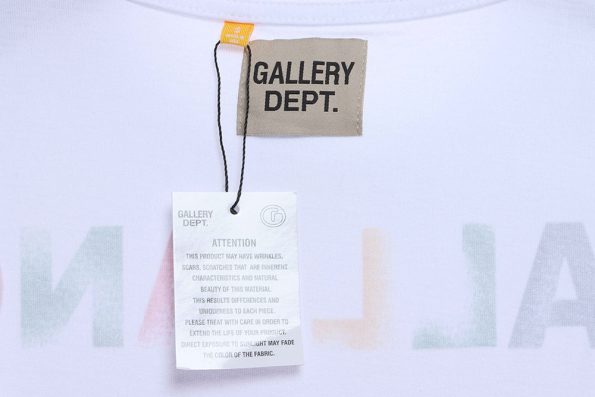 GALLERY
DEPT.
GALLERY
DEPT.
ATTENTION
THIS PRODUCT MAY HAVE WRINKLES,
SCARS, SCRATCHES THAT ARE INHERENT
CHARACTERISTICS AND NATURAL
BEAUTY OF THIS MATERIAL
THIS RESULTS DIFFERENCES AND
UNIQUENESS TO EACH PIECE.
PLEASE TREAT WITH CARE IN ORDER TO
EXTEND THE LIFE OF YOUR PRODUCT.
DIRECT EXPOSURE TO SUNLIGHT MAY FADE
THE COLOR OF THE FABRIC.